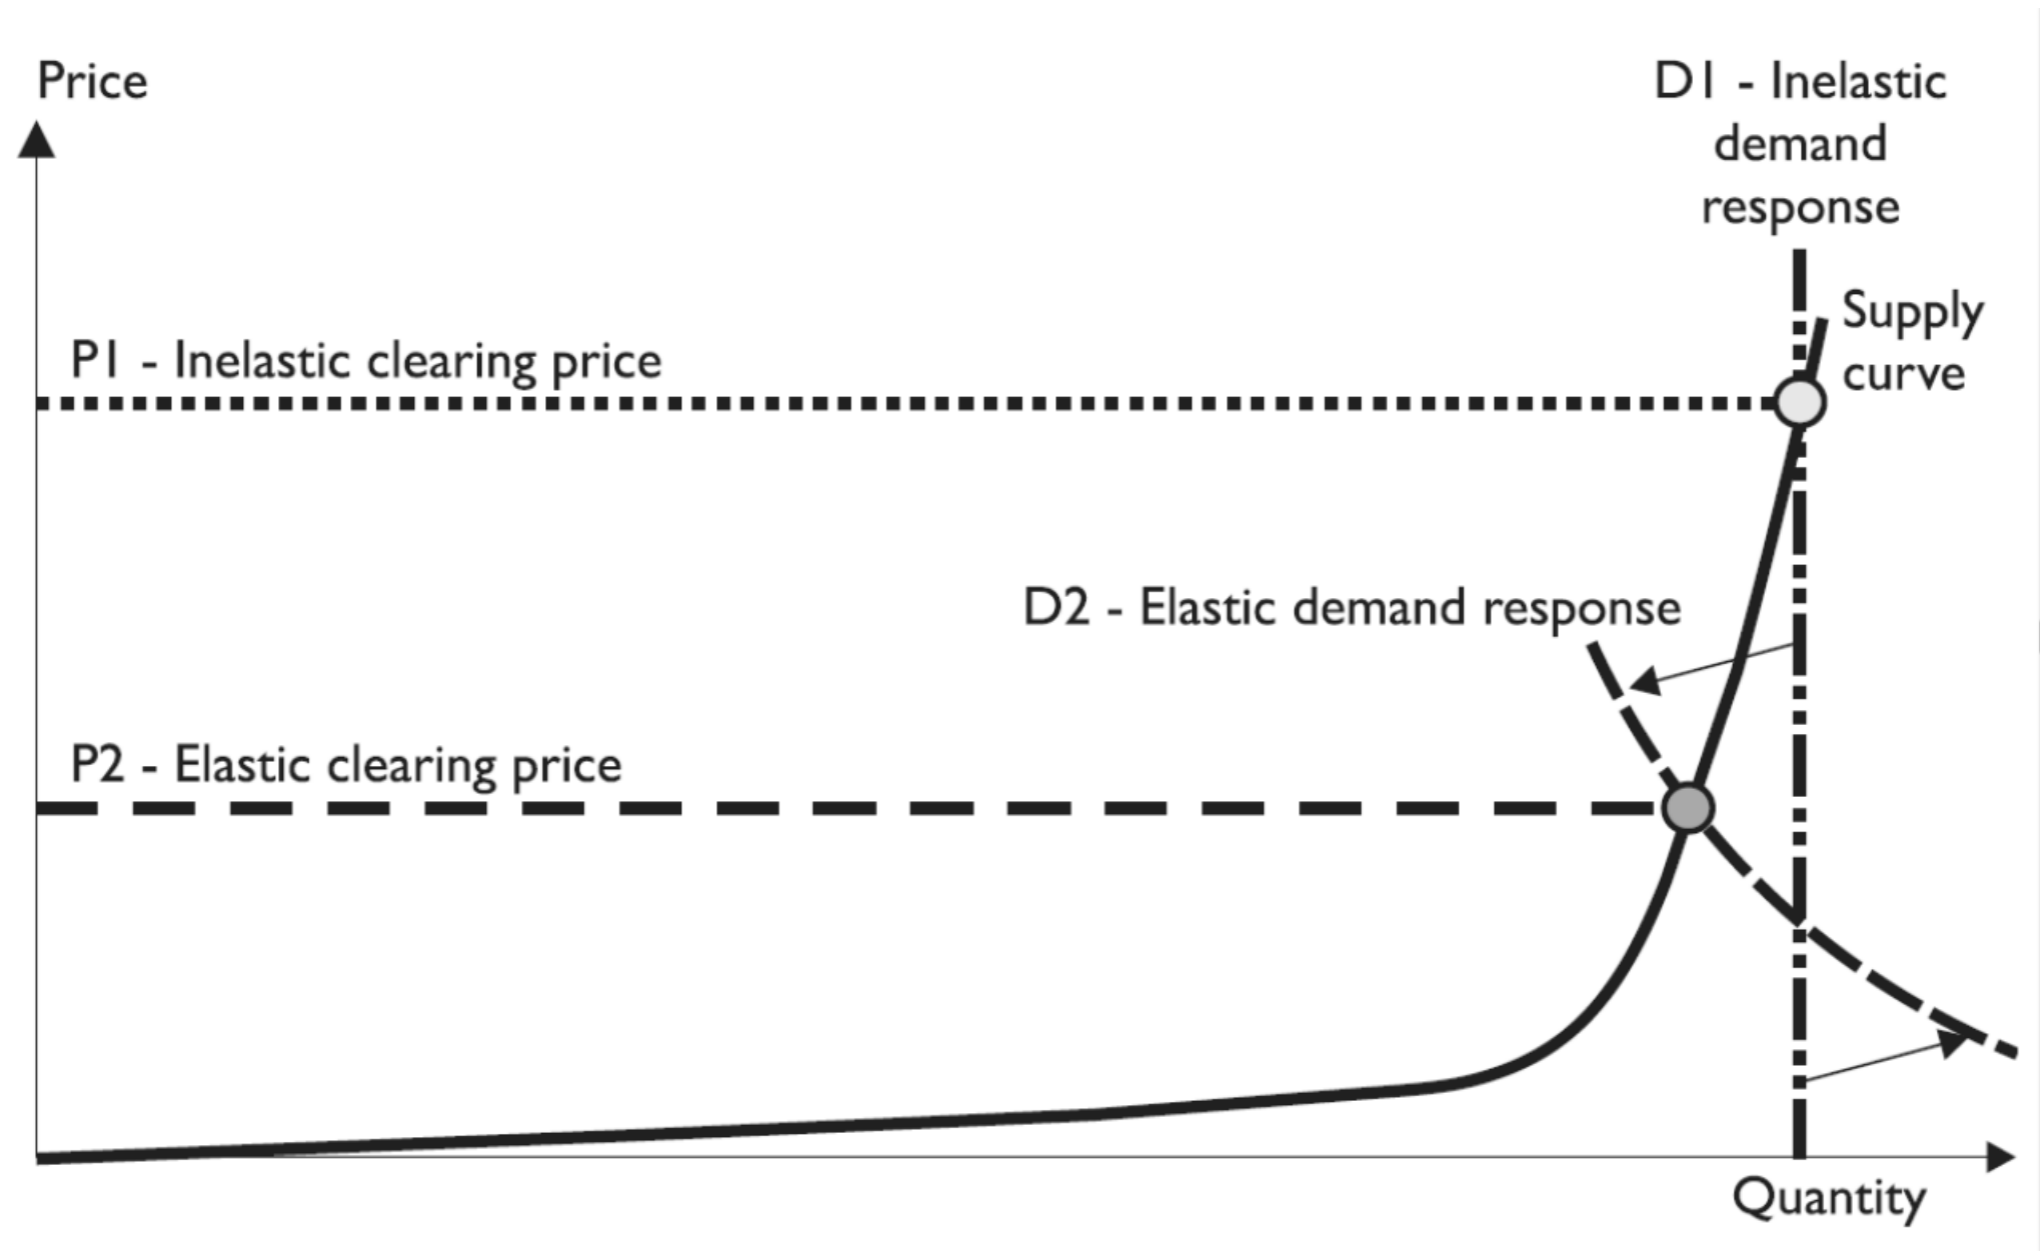 Price
D1 - Inelastic
demand
response
Supply
curve
P1 - Inelastic clearing price
D2 - Elastic demand response
P2 - Elastic clearing price
Quantity